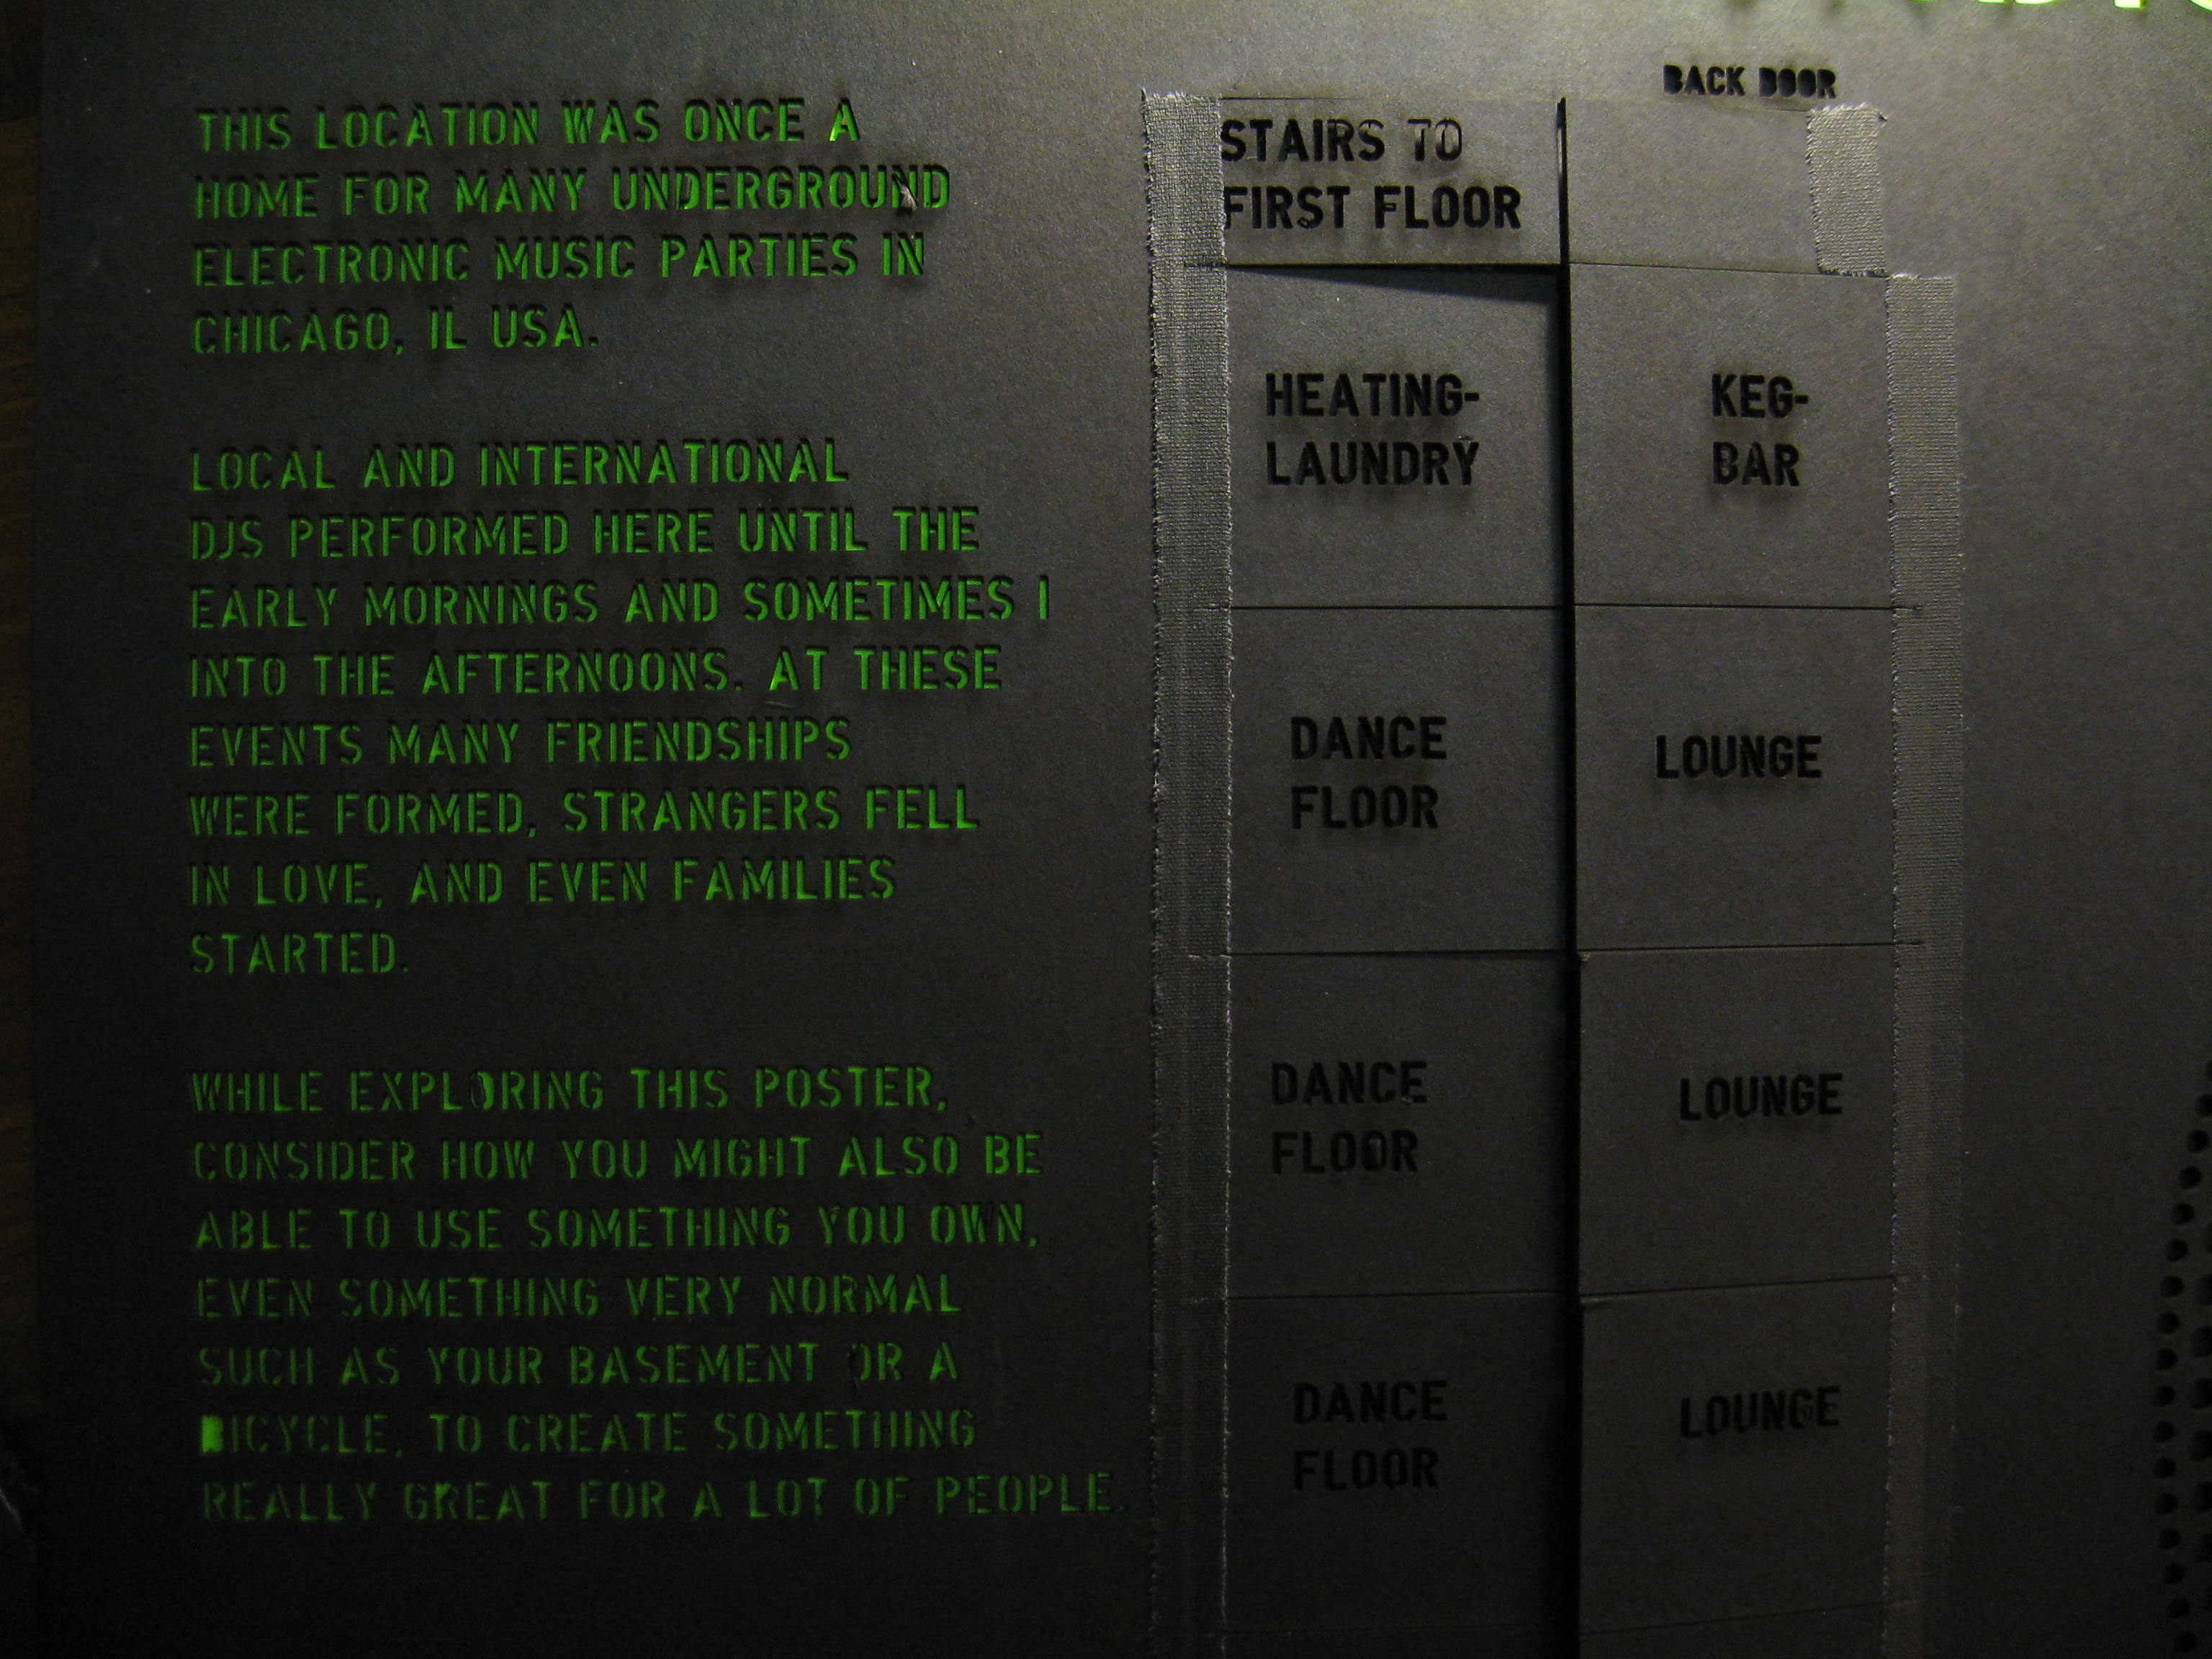 THIS LOCATION WAS ONCE A
HOME FOR MANY UNDERGROUND
ELECTRONIC MUSIC PARTIES IN
CHICAGO, IL USA.
LOCAL AND INTERNATIONAL
DJS PERFORMED HERE UNTIL THE
EARLY MORNINGS AND SOMETIMES I
INTO THE AFTERNOONS. AT THESE
EVENTS MANY FRIENDSHIPS
WERE FORMED, STRANGERS FELL
IN LOVE, AND EVEN FAMILIES
STARTED.
WHILE EXPLORING THIS POSTER,
CONSIDER HOW YOU MIGHT ALSO BE
ABLE TO USE SOMETHING YOU OWN,
EVEN SOMETHING VERY NORMAL
SUCH AS YOUR BASEMENT OR A
BICYCLE, TO CREATE SOMETHING
REALLY GREAT FOR A LOT OF PEOPLE.
BACK DOOR
STAIRS TO
FIRST FLOOR
HEATING-
LAUNDRY
KEG-
BAR
DANCE
FLOOR
LOUNGE
DANCE
FLOOR
LOUNGE
DANCE
FLOOR
LOUNGE